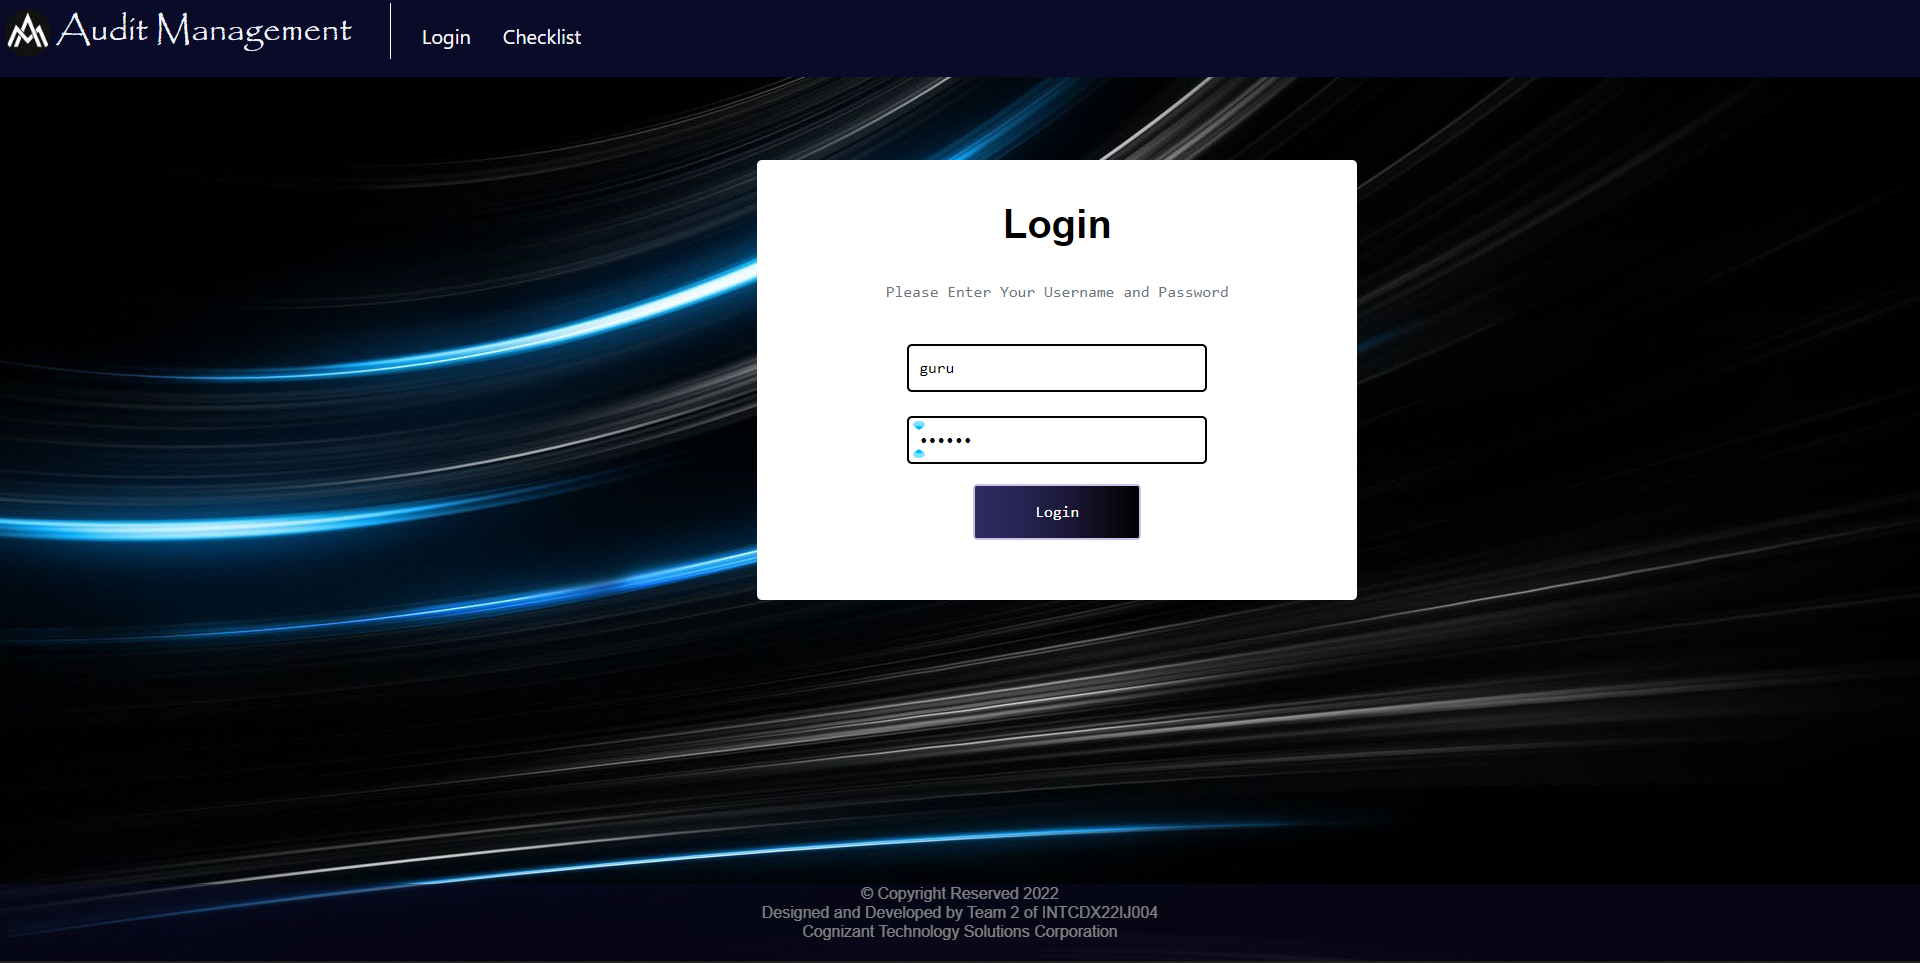 Audit Management
Login
Checklist
Login
Please Enter Your Username and Password
guru
••••••
Login
© Copyright Reserved 2022
Designed and Developed by Team 2 of INTCDX22IJ004
Cognizant Technology Solutions Corporation